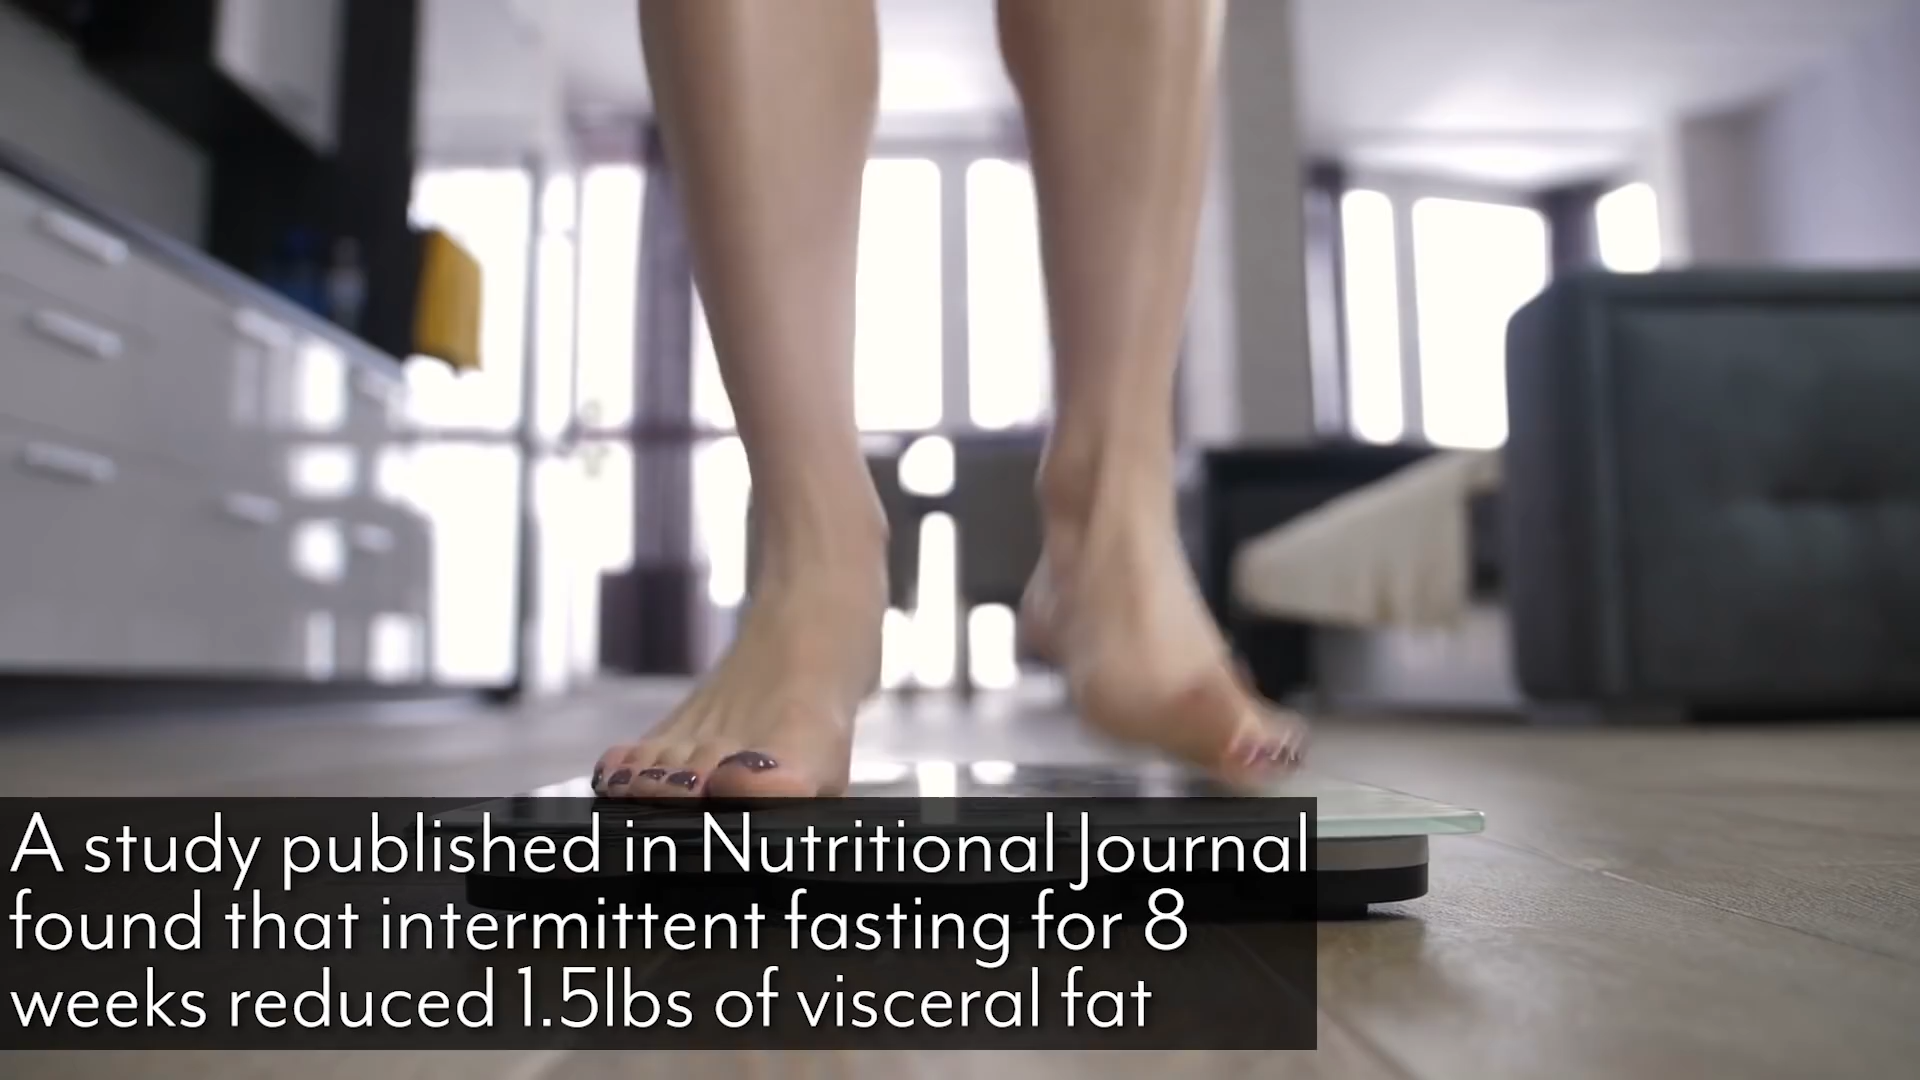 A study published in Nutritional Journal
found that intermittent fasting for 8
weeks reduced 1.5lbs of visceral fat